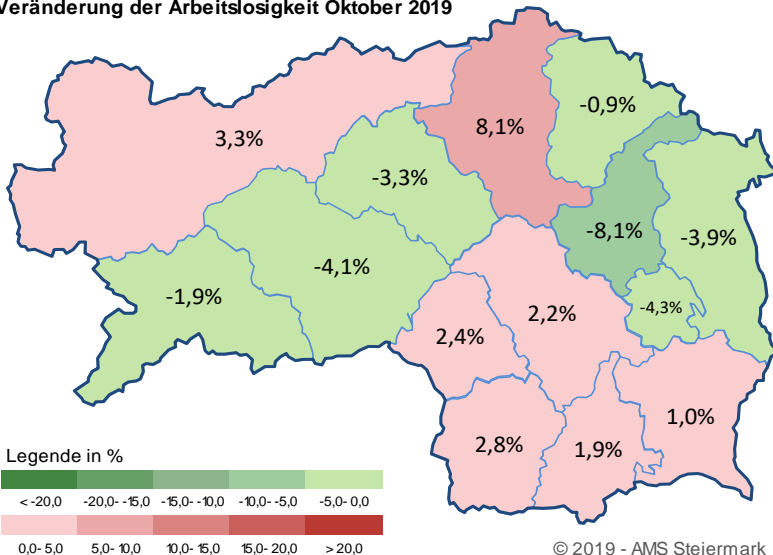 Veränderung der Arbeitslosigkeit Oktober 2019
8,1%
-0,9%
3,3%
-3,3%
-8,1%
-3,9%
-4,1%
-1,9%
-4,3%
2,2%
2,4%
1,0%
2,8%
1,9%
Legende in %
< -20,0 -20,0- -15,0 -15,0- -10,0 -10,0- -5,0 -5,0- 0,0
0,0- 5,0 5,0- 10,0 10,0- 15,0 15,0- 20,0 > 20,0
© 2019 - AMS Steiermark